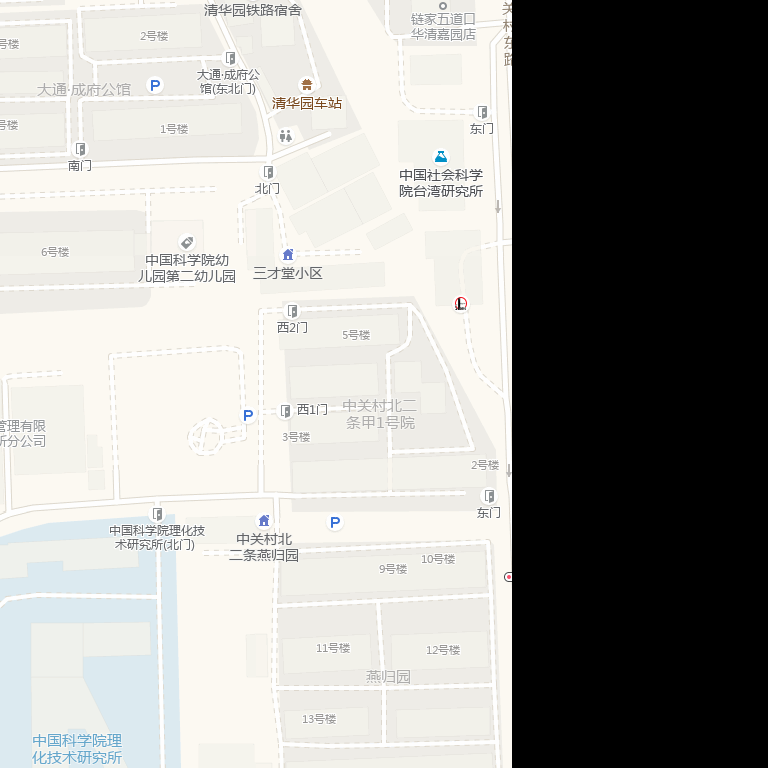 清华园铁路宿舍
关
村
东
路
链家五道口
华清嘉园店
2号楼
号楼
大通·成府公
馆(东北门)
大通·成府公馆
P
清华园车站
号楼
1号楼
东门
南门
北门
中国社会科学
院台湾研究所
6号楼
中国科学院幼
儿园第二幼儿园
三才堂小区
西2门
5号楼
P
西1门
中关村北二
条甲1号院
管理有限
所分公司
3号楼
2号楼
东门
中国科学院理化技
术研究所(北门)
P
中关村北
二条燕归园
10号楼
9号楼
11号楼
12号楼
燕归园
13号楼
中国科学院理
化技术研究所